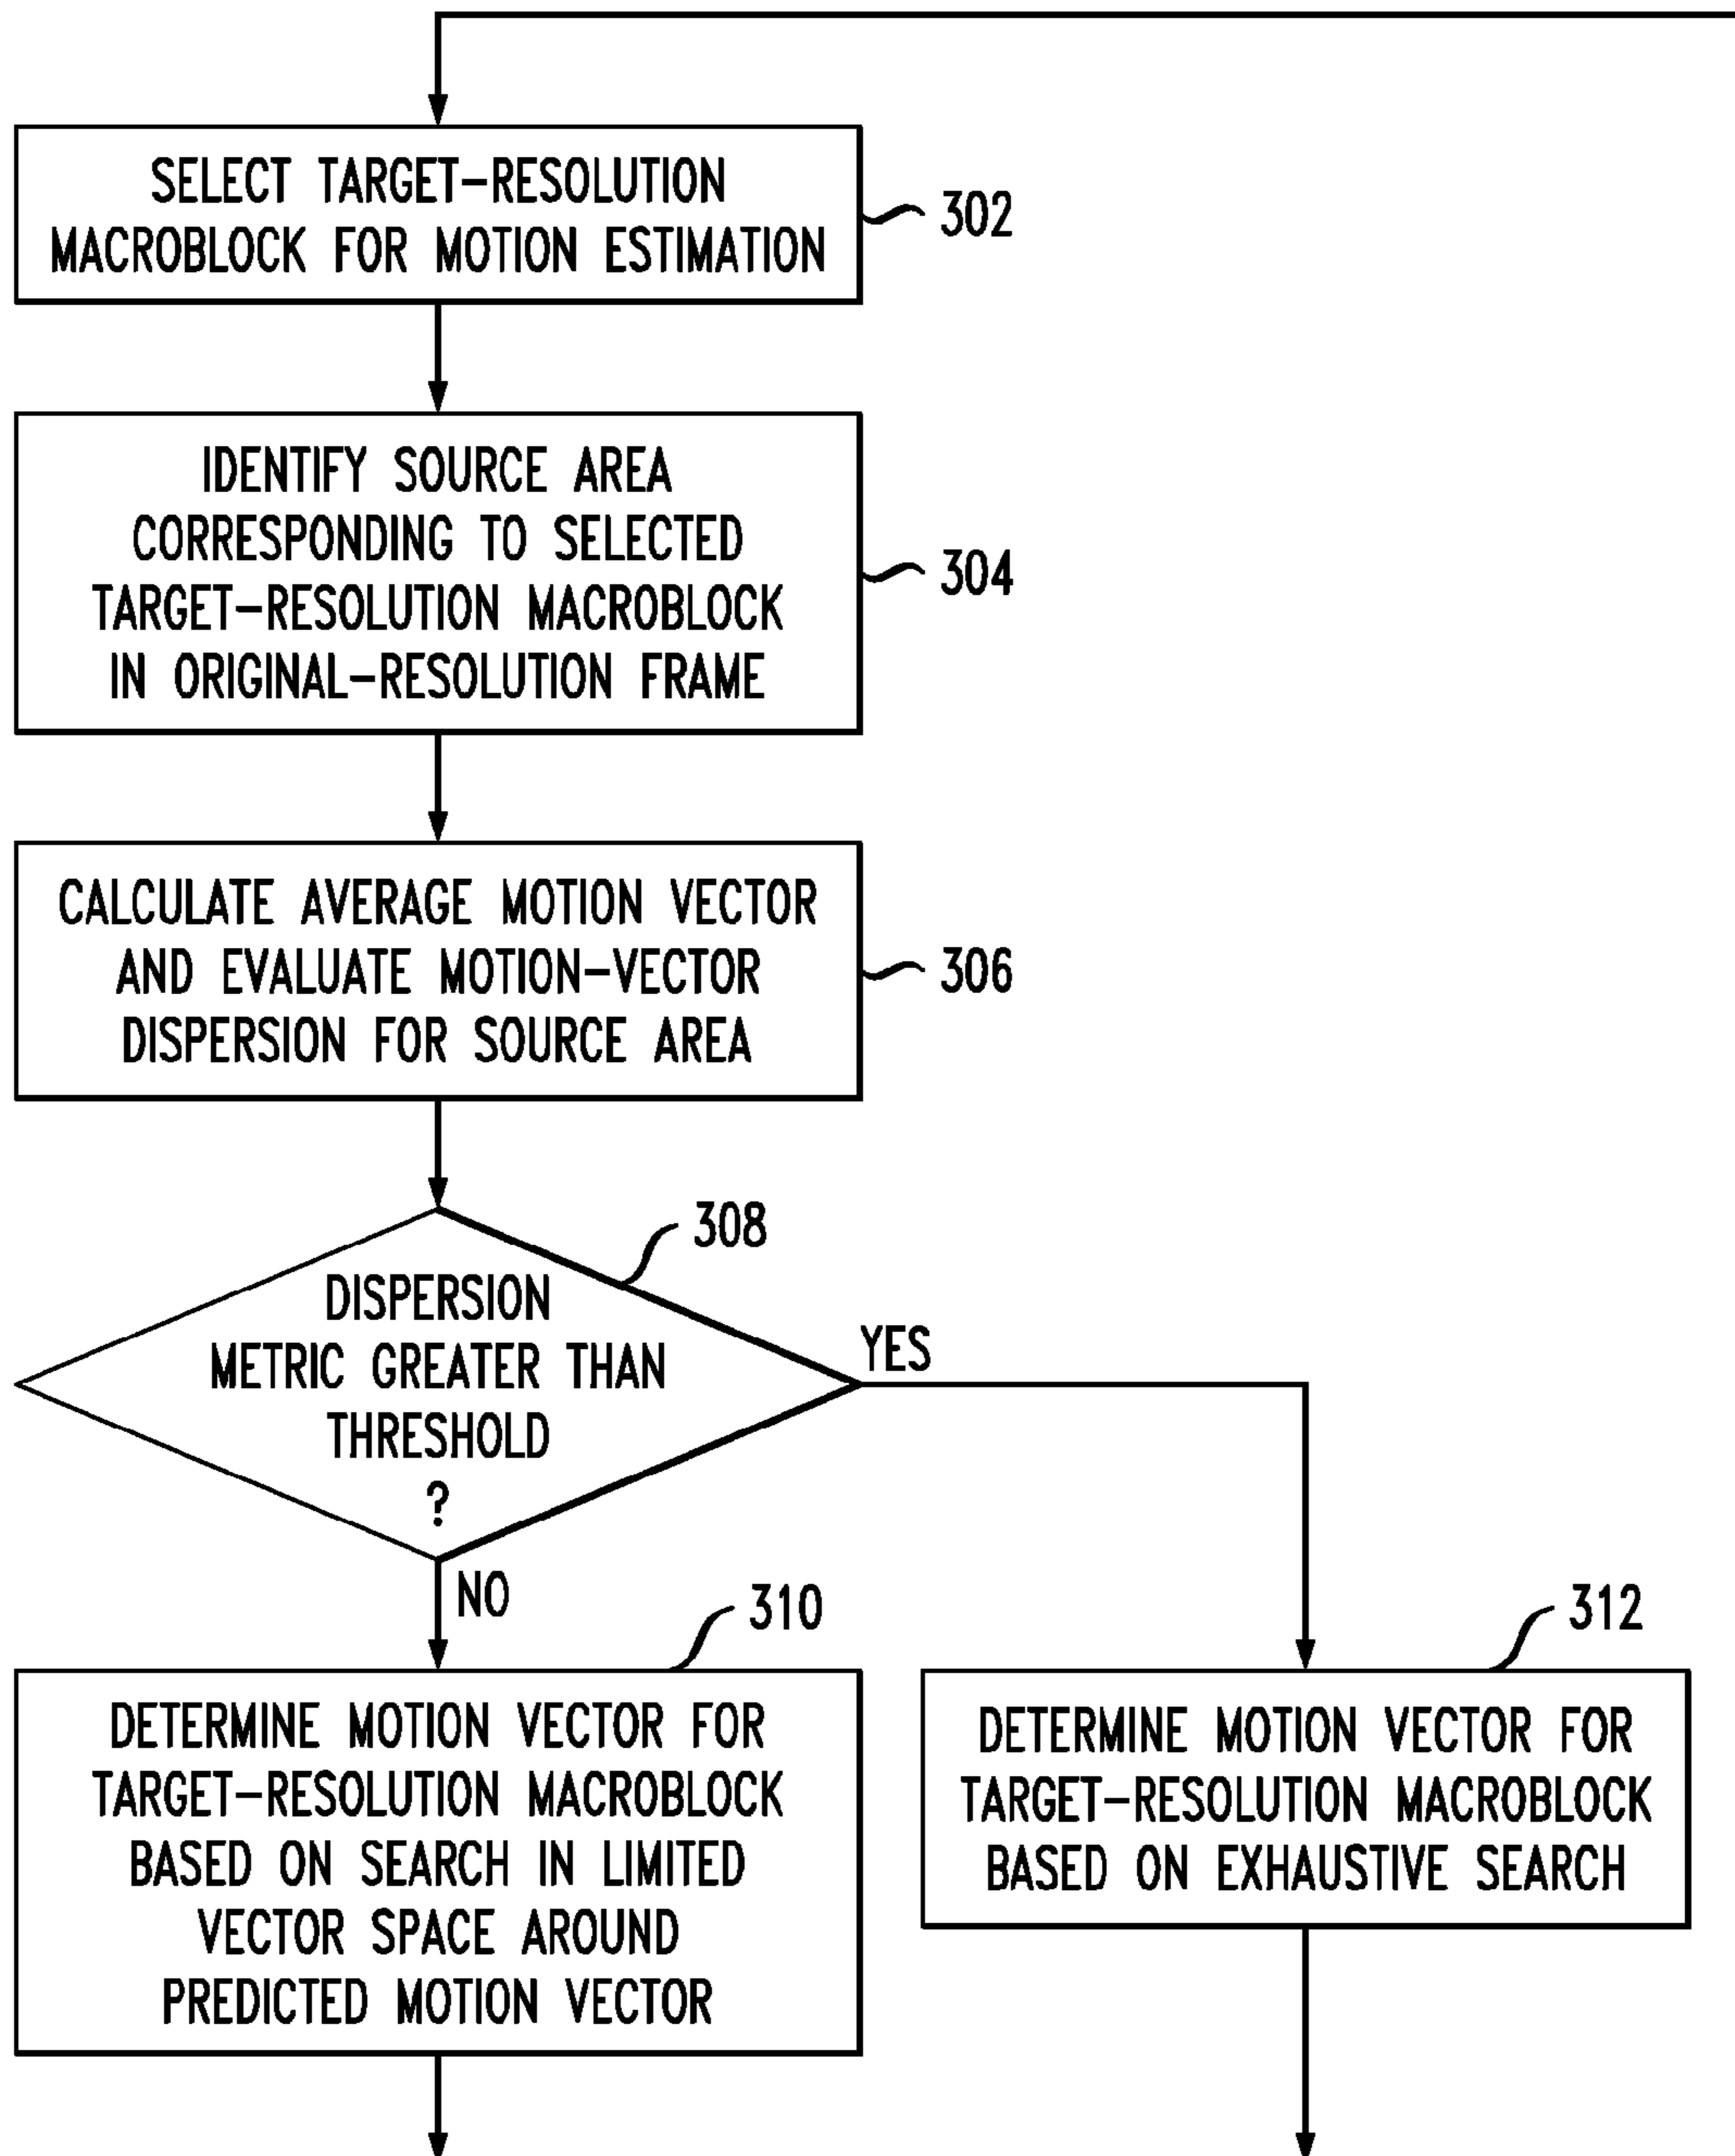 SELECT TARGET-RESOLUTION
MACROBLOCK FOR MOTION ESTIMATION
302
IDENTIFY SOURCE AREA
CORRESPONDING TO SELECTED
TARGET-RESOLUTION MACROBLOCK
IN ORIGINAL-RESOLUTION FRAME
304
CALCULATE AVERAGE MOTION VECTOR
AND EVALUATE MOTION-VECTOR
DISPERSION FOR SOURCE AREA
306
308
DISPERSION
METRIC GREATER THAN
THRESHOLD
?
YES
NO
310
DETERMINE MOTION VECTOR FOR
TARGET-RESOLUTION MACROBLOCK
BASED ON SEARCH IN LIMITED
VECTOR SPACE AROUND
PREDICTED MOTION VECTOR
312
DETERMINE MOTION VECTOR FOR
TARGET-RESOLUTION MACROBLOCK
BASED ON EXHAUSTIVE SEARCH